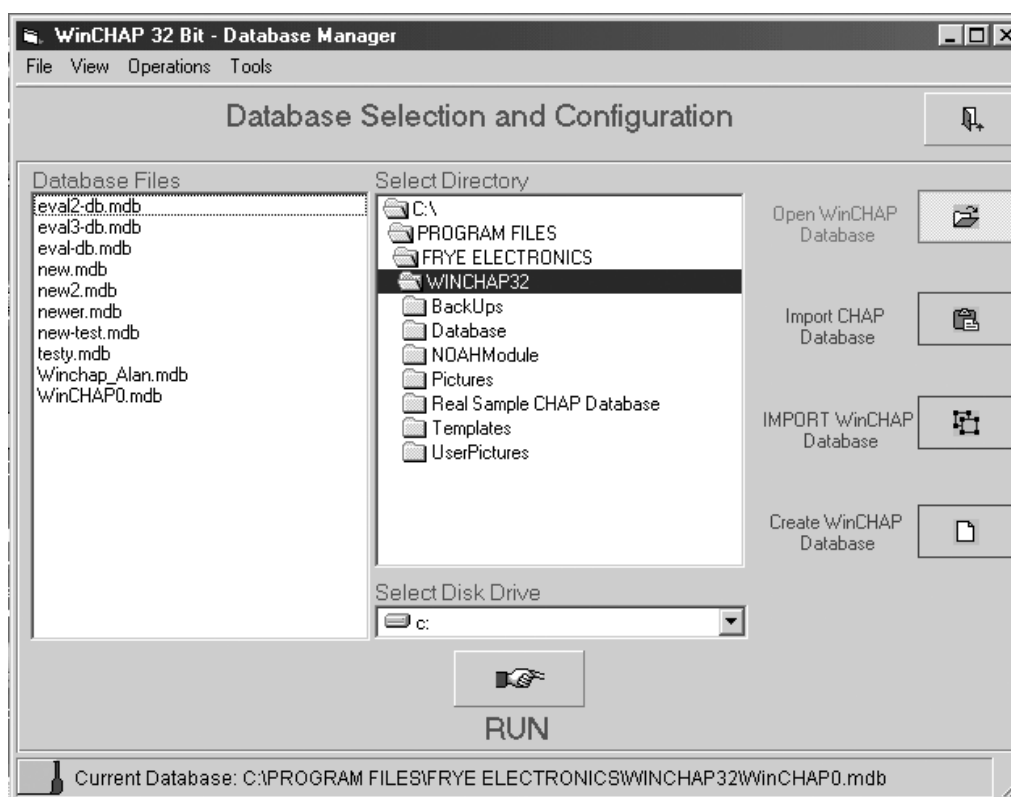 WinCHAP 32 Bit - Database Manager
File View Operations Tools
Database Selection and Configuration
Database Files
eval2-db.mdb
eval3-db.mdb
eval-db.mdb
new.mdb
new2.mdb
newer.mdb
new-test.mdb
testy.mdb
Winchap_Alan.mdb
WinCHAP0.mdb
Select Directory
C:\
PROGRAM FILES
FRYE ELECTRONICS
WINCHAP32
BackUps
Database
NOAHModule
Pictures
Real Sample CHAP Database
Templates
UserPictures
Select Disk Drive
c:
Open WinCHAP
Database
Import CHAP
Database
IMPORT WinCHAP
Database
Create WinCHAP
Database
RUN
Current Database: C:\PROGRAM FILES\FRYE ELECTRONICS\WINCHAP32\WinCHAP0.mdb